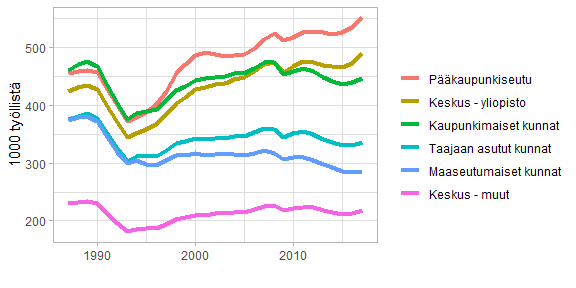 1000 työllistä
500
400
300
200
1990
2000
2010
Pääkaupunkiseutu
Keskus - yliopisto
Kaupunkimaiset kunnat
Taajaan asutut kunnat
Maaseutumaiset kunnat
Keskus - muut